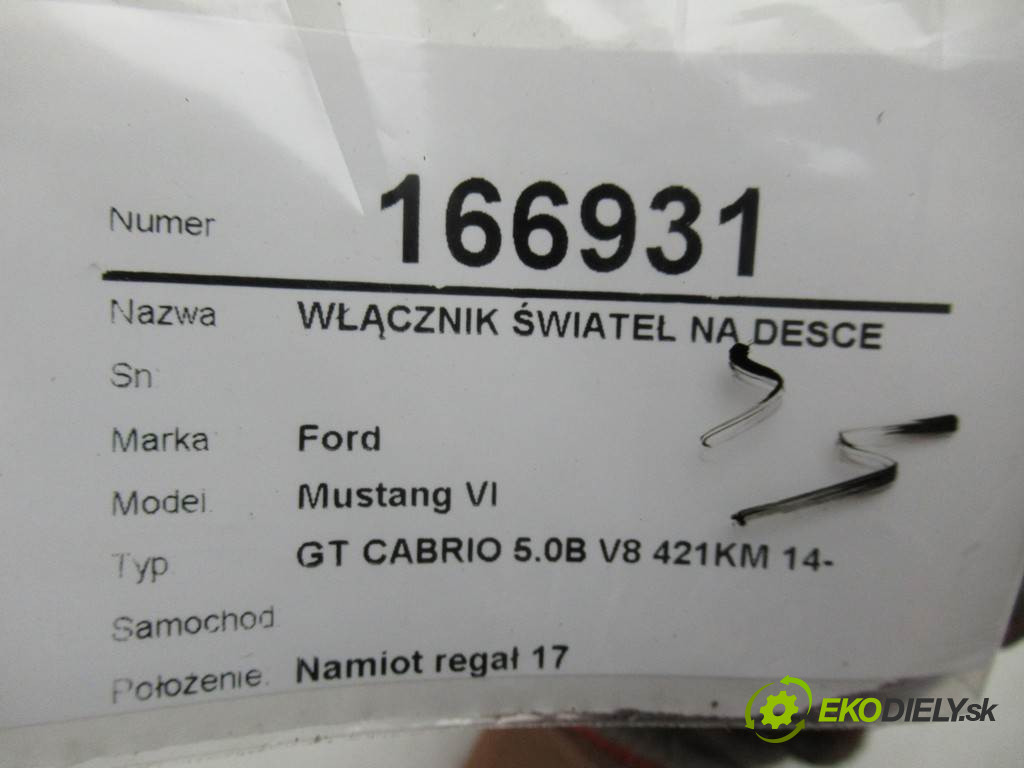 Numer 166931
Nazwa WŁĄCZNIK ŚWIATEŁ NA DESCE
Sn
Marka Ford
Model Mustang VI
Typ GT CABRIO 5.0B V8 421KM 14-
Samochod
Położenie. Namiot regał 17
EKODIELY.sk